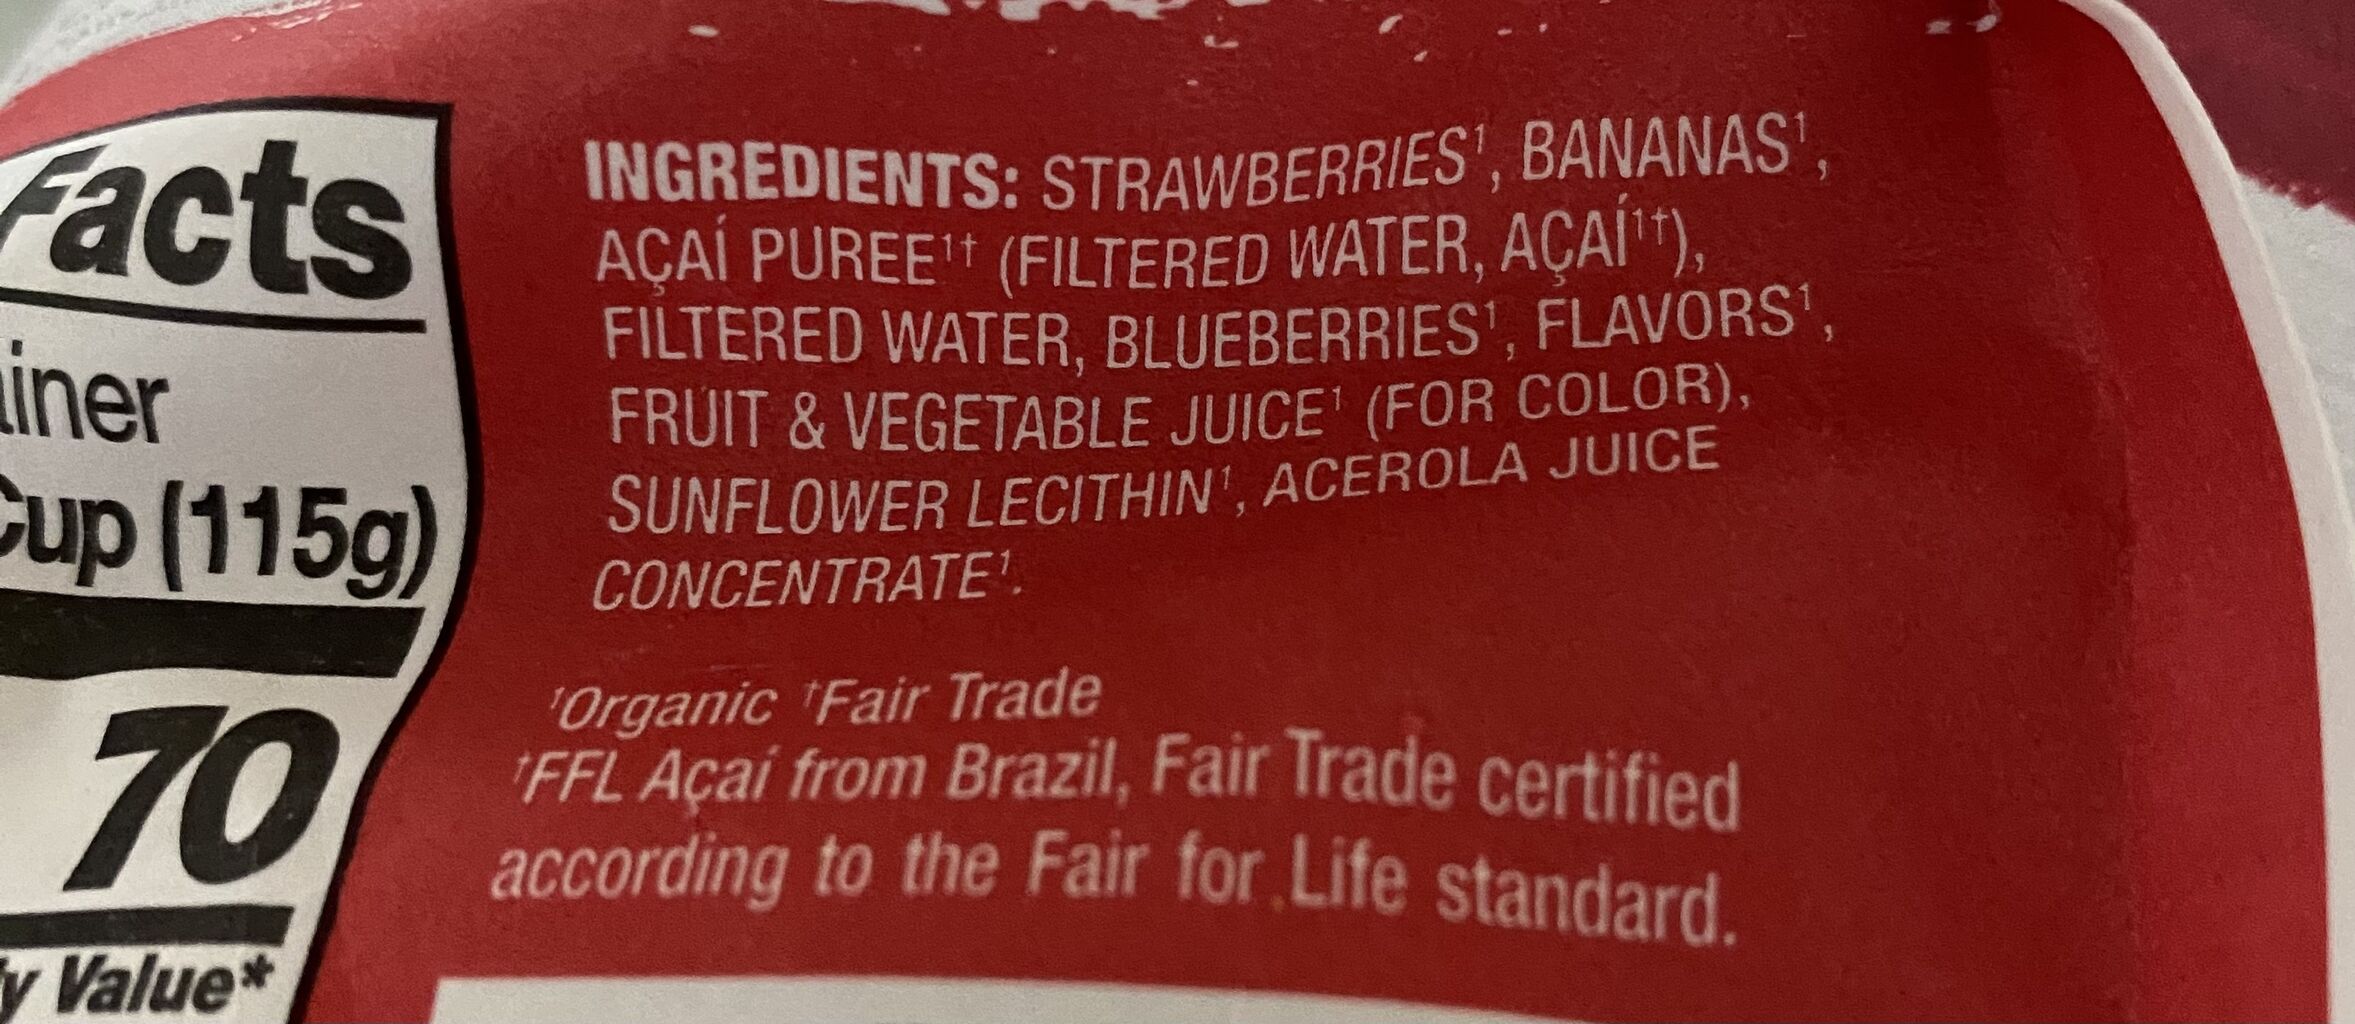 Facts
Cup (115g)
70
Value*
INGREDIENTS: STRAWBERRIES¹, BANANAS¹,
AÇAÍ PUREE¹† (FILTERED WATER, AÇAÍ¹†),
FILTERED WATER, BLUEBERRIES¹, FLAVORS¹,
FRUIT & VEGETABLE JUICE¹ (FOR COLOR),
SUNFLOWER LECITHIN¹, ACEROLA JUICE
CONCENTRATE¹.
¹Organic †Fair Trade
†FFL Açaí from Brazil, Fair Trade certified
according to the Fair for Life standard.